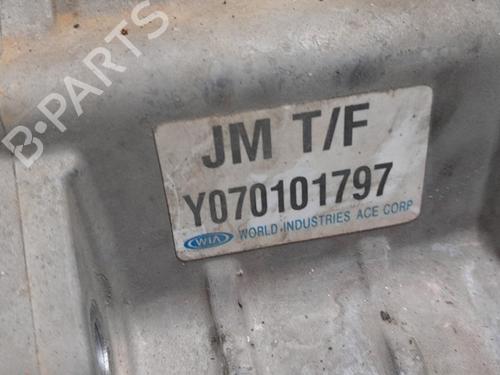 B-PARTS
JM T/F
Y070101797
WIA WORLD INDUSTRIES ACE CORP